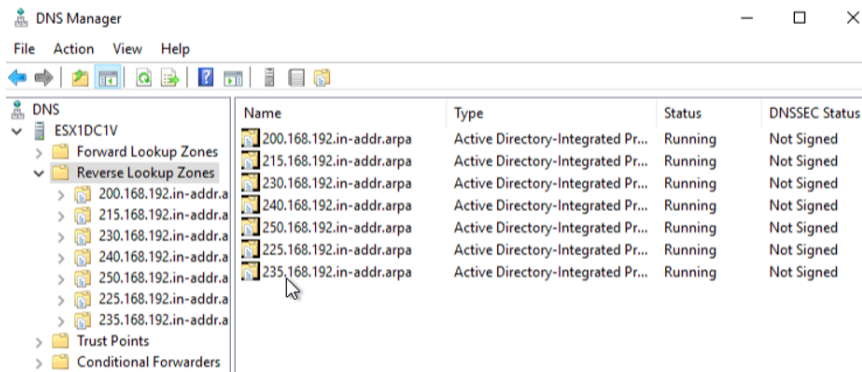 DNS Manager
File Action View Help
DNS
ESX1DC1V
Forward Lookup Zones
Reverse Lookup Zones
200.168.192.in-addr.a
215.168.192.in-addr.a
230.168.192.in-addr.a
240.168.192.in-addr.a
250.168.192.in-addr.a
225.168.192.in-addr.a
235.168.192.in-addr.a
Trust Points
Conditional Forwarders
Name Type Status DNSSEC Status
200.168.192.in-addr.arpa Active Directory-Integrated Pr... Running Not Signed
215.168.192.in-addr.arpa Active Directory-Integrated Pr... Running Not Signed
230.168.192.in-addr.arpa Active Directory-Integrated Pr... Running Not Signed
240.168.192.in-addr.arpa Active Directory-Integrated Pr... Running Not Signed
250.168.192.in-addr.arpa Active Directory-Integrated Pr... Running Not Signed
225.168.192.in-addr.arpa Active Directory-Integrated Pr... Running Not Signed
235.168.192.in-addr.arpa Active Directory-Integrated Pr... Running Not Signed